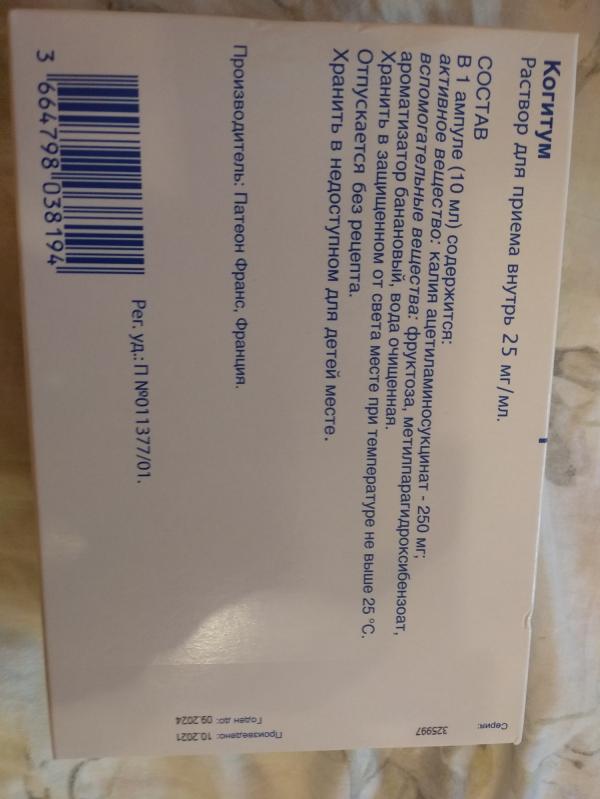 Когитум
Раствор для приема внутрь 25 мг/мл.
СОСТАВ
В 1 ампуле (10 мл) содержится:
активное вещество: калия ацетиламиносукцинат - 250 мг;
вспомогательные вещества: фруктоза, метилпарагидроксибензоат,
ароматизатор банановый, вода очищенная.
Хранить в защищенном от света месте при температуре не выше 25 °C.
Отпускается без рецепта.
Хранить в недоступном для детей месте.
Производитель: Патеон Франс, Франция.
Рег. уд.: П №011377/01.
3 664798 038194
Серия: 325997
Произведено: 10.2021
Годен до: 09.2024